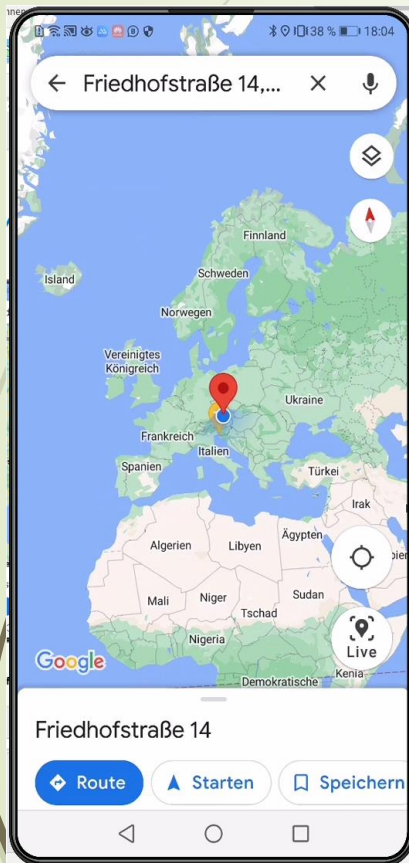 38 % 18:04
Friedhofstraße 14,...
Finnland
Island
Schweden
Norwegen
Vereinigtes
Königreich
Ukraine
Frankreich
Italien
Spanien
Türkei
Irak
Algerien
Libyen
Ägypten
Mali
Niger
Sudan
Tschad
Nigeria
Live
Google
Demokratische
Kenia
Friedhofstraße 14
Route
Starten
Speichern